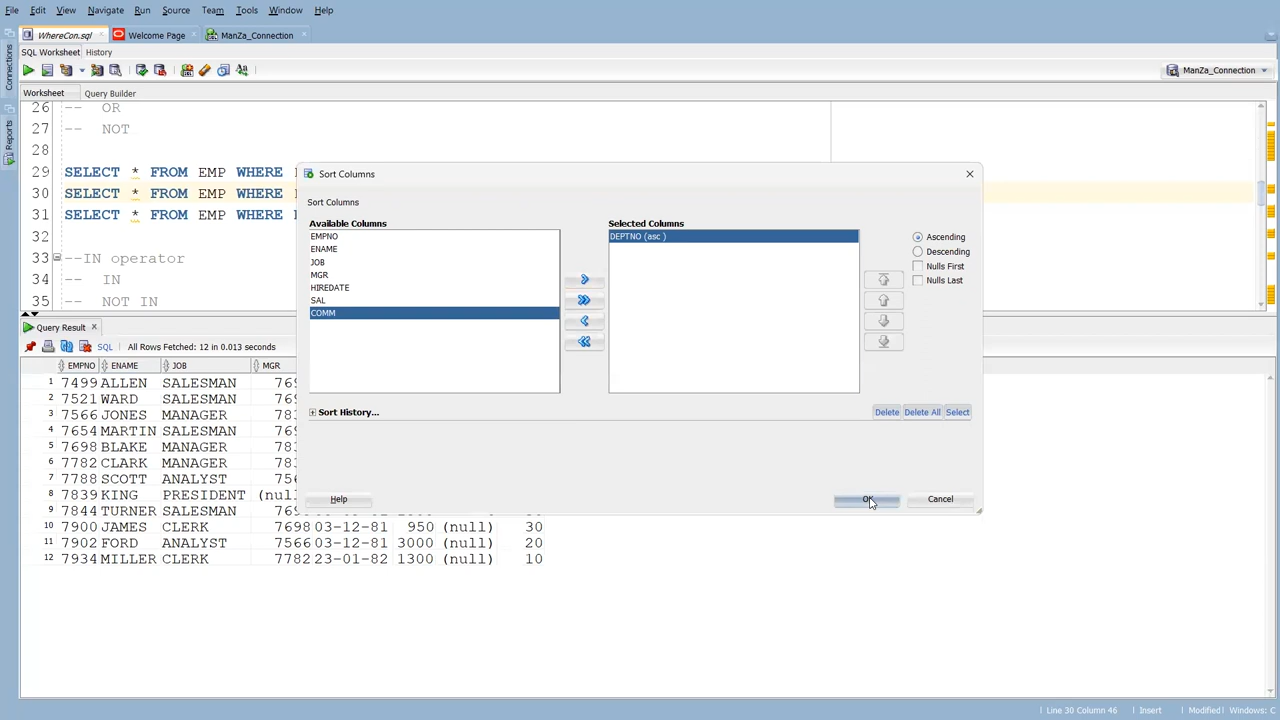 File Edit View Navigate Run Source Team Tools Window Help
WhereCon.sql Welcome Page ManZa_Connection
SQL Worksheet History
ManZa_Connection
Worksheet Query Builder
Connections
Reports
26 -- OR
27 -- NOT
28
29 SELECT * FROM EMP WHERE
30 SELECT * FROM EMP WHERE
31 SELECT * FROM EMP WHERE
32
33 --IN operator
34 -- IN
35 -- NOT IN
Sort Columns
Sort Columns
Available Columns
EMPNO
ENAME
JOB
MGR
HIREDATE
SAL
COMM
Selected Columns
DEPTNO (asc )
Ascending
Descending
Nulls First
Nulls Last
Sort History...
Delete Delete All Select
Help OK Cancel
Query Result
SQL All Rows Fetched: 12 in 0.013 seconds
EMPNO ENAME JOB MGR
1 7499 ALLEN SALESMAN
2 7521 WARD SALESMAN
3 7566 JONES MANAGER
4 7654 MARTIN SALESMAN
5 7698 BLAKE MANAGER
6 7782 CLARK MANAGER
7 7788 SCOTT ANALYST
8 7839 KING PRESIDENT
9 7844 TURNER SALESMAN
10 7900 JAMES CLERK 7698 03-12-81 950 (null) 30
11 7902 FORD ANALYST 7566 03-12-81 3000 (null) 20
12 7934 MILLER CLERK 7782 23-01-82 1300 (null) 10
Line 30 Column 46 Insert Modified Windows: C